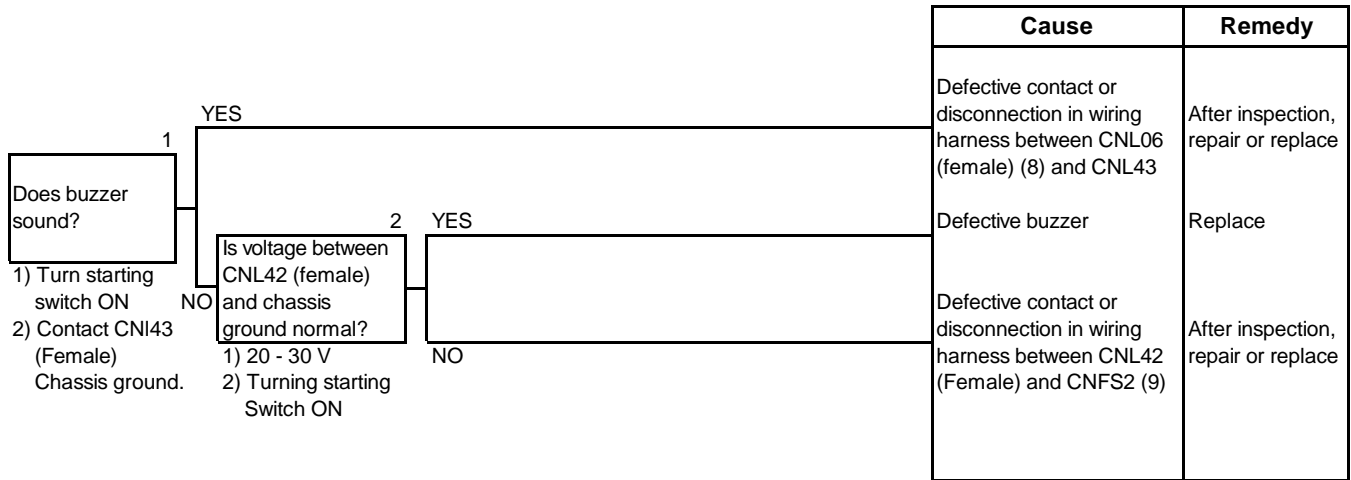 Cause Remedy
YES
1
Does buzzer
sound?
1) Turn starting
switch ON
2) Contact CNl43
(Female)
Chassis ground.
NO
2
Is voltage between
CNL42 (female)
and chassis
ground normal?
1) 20 - 30 V
2) Turning starting
Switch ON
YES
NO
Defective contact or
disconnection in wiring
harness between CNL06
(female) (8) and CNL43
After inspection,
repair or replace
Defective buzzer
Replace
Defective contact or
disconnection in wiring
harness between CNL42
(Female) and CNFS2 (9)
After inspection,
repair or replace